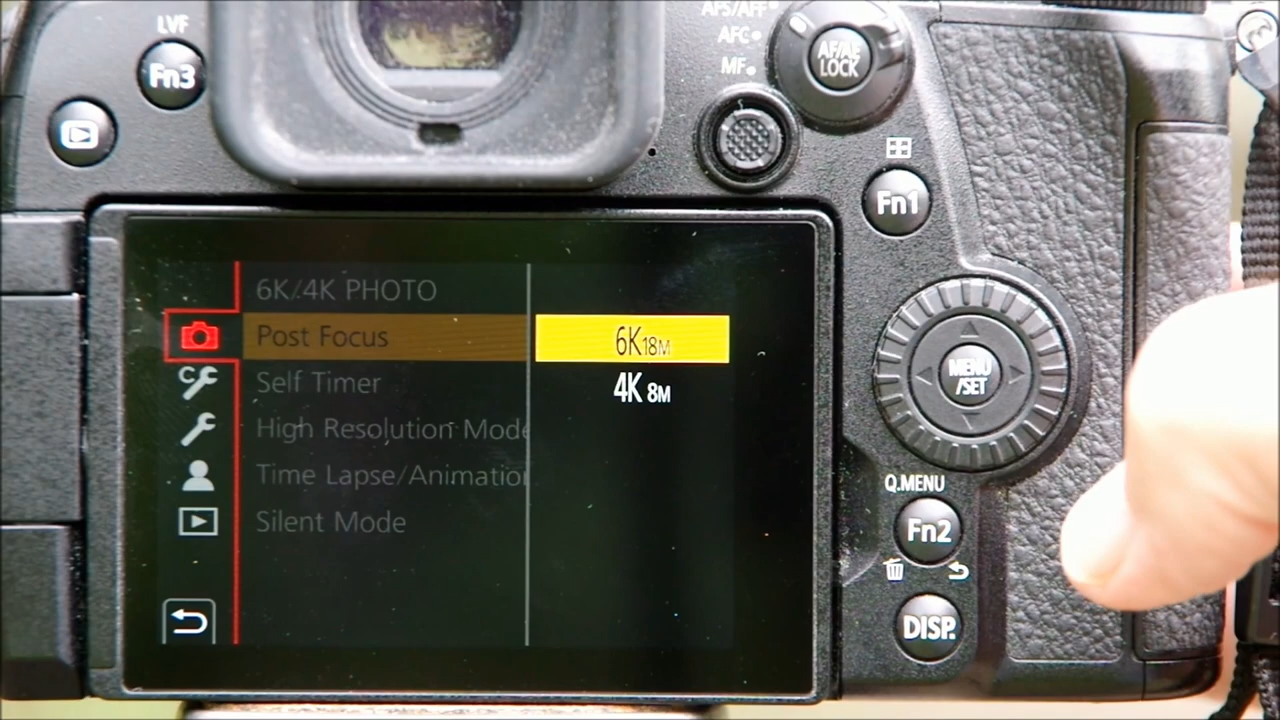 LVF
Fn3
AFS/AFF
AFC
MF
AF/AE
LOCK
Fn1
6K/4K PHOTO
Post Focus
6K18M
Self Timer
4K 8M
High Resolution Mode
Time Lapse/Animation
Silent Mode
MENU
/SET
Q.MENU
Fn2
DISP.